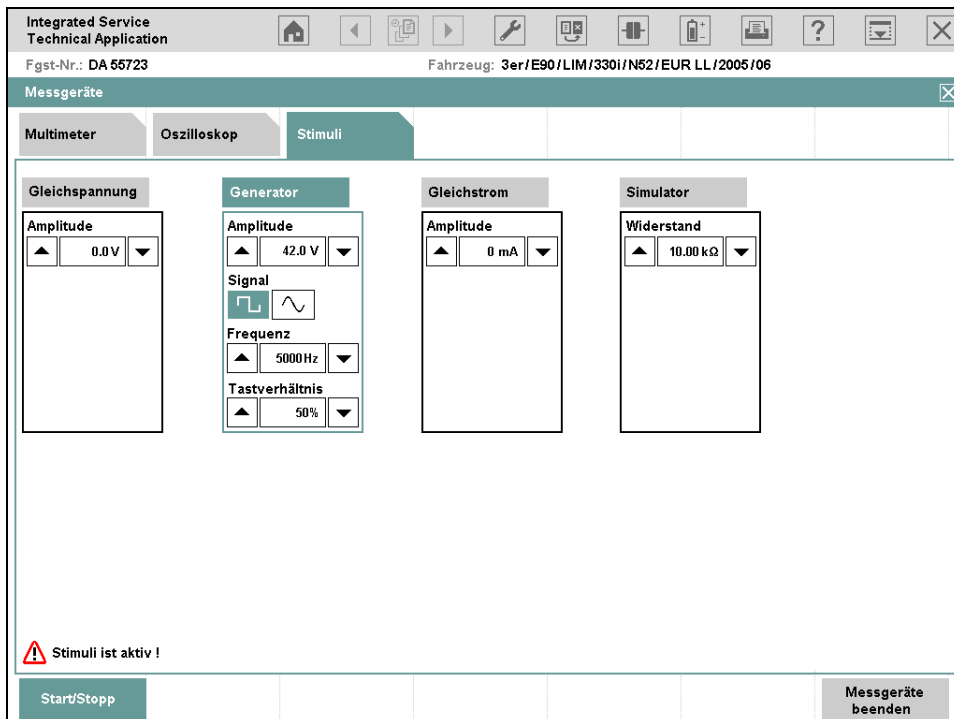 Integrated Service
Technical Application
?
Fgst-Nr.: DA 55723
Fahrzeug: 3er/E90/LIM/330i/N52/EUR LL/2005/06
Messgeräte
Multimeter
Oszilloskop
Stimuli
Gleichspannung
Amplitude
0.0 V
Generator
Amplitude
42.0 V
Signal
Frequenz
5000Hz
Tastverhältnis
50%
Gleichstrom
Amplitude
0 mA
Simulator
Widerstand
10.00 kΩ
Stimuli ist aktiv !
Start/Stopp
Messgeräte
beenden